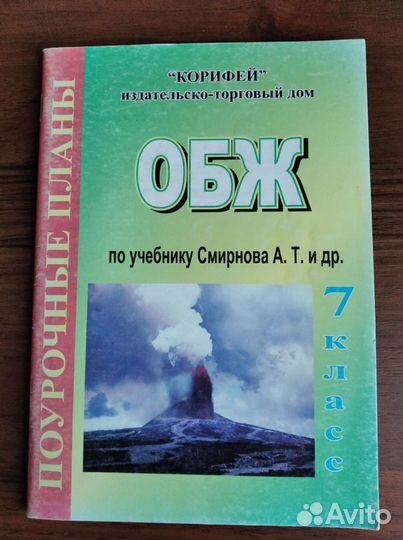 "КОРИФЕЙ"
издательско-торговый дом
ОБЖ
по учебнику Смирнова А. Т. и др.
7 класс
ПОУРОЧНЫЕ ПЛАНЫ
Avito